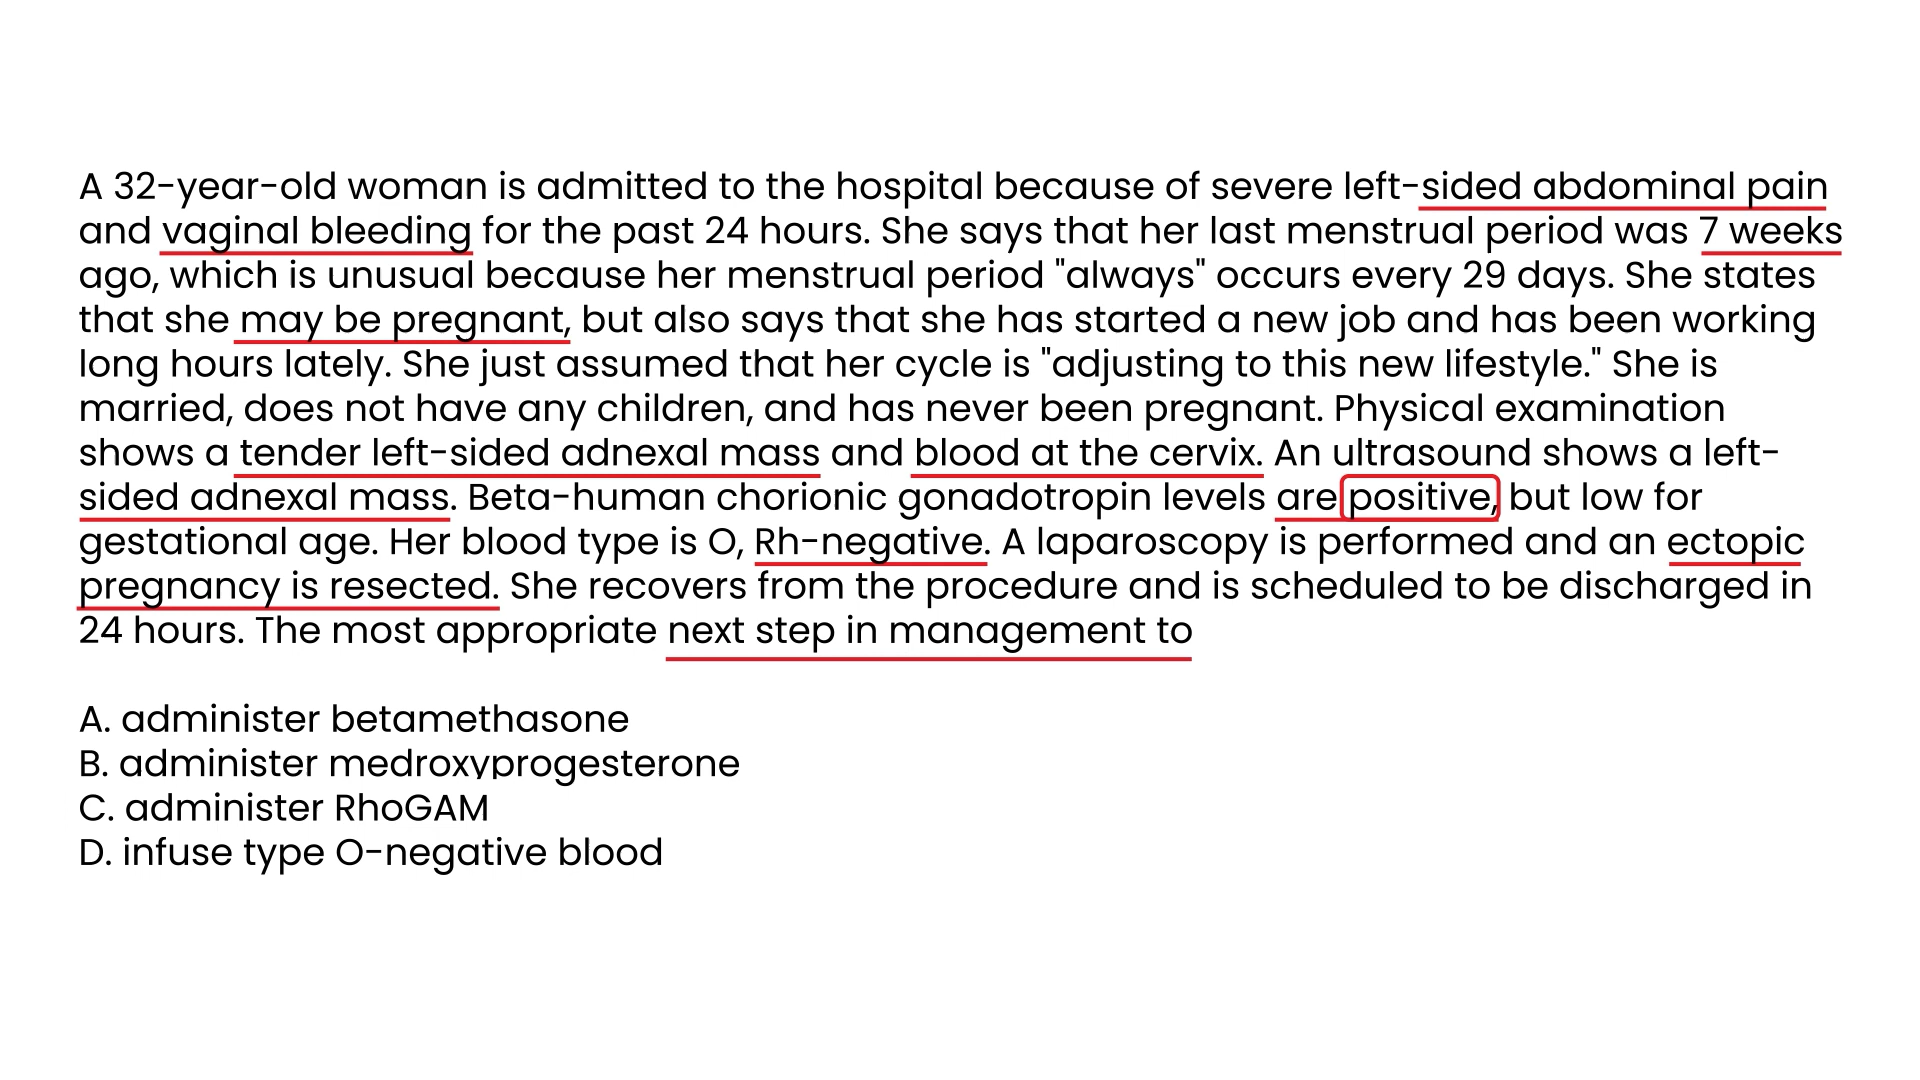 A 32-year-old woman is admitted to the hospital because of severe left-sided abdominal pain
and vaginal bleeding for the past 24 hours. She says that her last menstrual period was 7 weeks
ago, which is unusual because her menstrual period "always" occurs every 29 days. She states
that she may be pregnant, but also says that she has started a new job and has been working
long hours lately. She just assumed that her cycle is "adjusting to this new lifestyle." She is
married, does not have any children, and has never been pregnant. Physical examination
shows a tender left-sided adnexal mass and blood at the cervix. An ultrasound shows a left-
sided adnexal mass. Beta-human chorionic gonadotropin levels are positive, but low for
gestational age. Her blood type is O, Rh-negative. A laparoscopy is performed and an ectopic
pregnancy is resected. She recovers from the procedure and is scheduled to be discharged in
24 hours. The most appropriate next step in management to
A. administer betamethasone
B. administer medroxyprogesterone
C. administer RhoGAM
D. infuse type O-negative blood